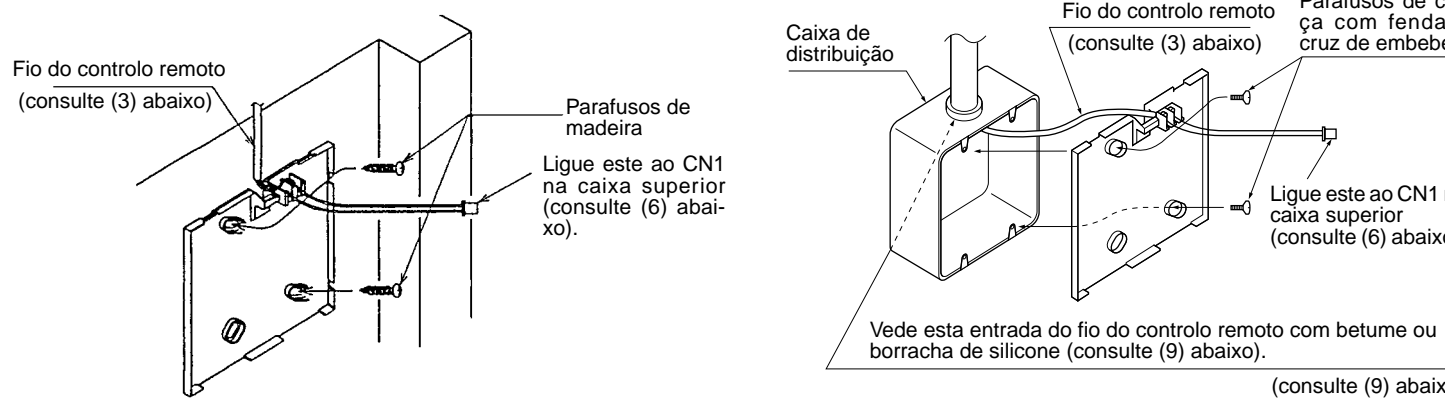 Fio do controlo remoto
(consulte (3) abaixo)
Parafusos de
madeira
Ligue este ao CN1
na caixa superior
(consulte (6) abai-
xo).
Caixa de
distribuição
Fio do controlo remoto
(consulte (3) abaixo)
Parafusos de
ça com fenda
cruz de
Ligue este ao CN1
caixa superior
(consulte (6)
Vede esta entrada do fio do controlo remoto com betume ou
borracha de silicone (consulte (9) abaixo).
(consulte (9)